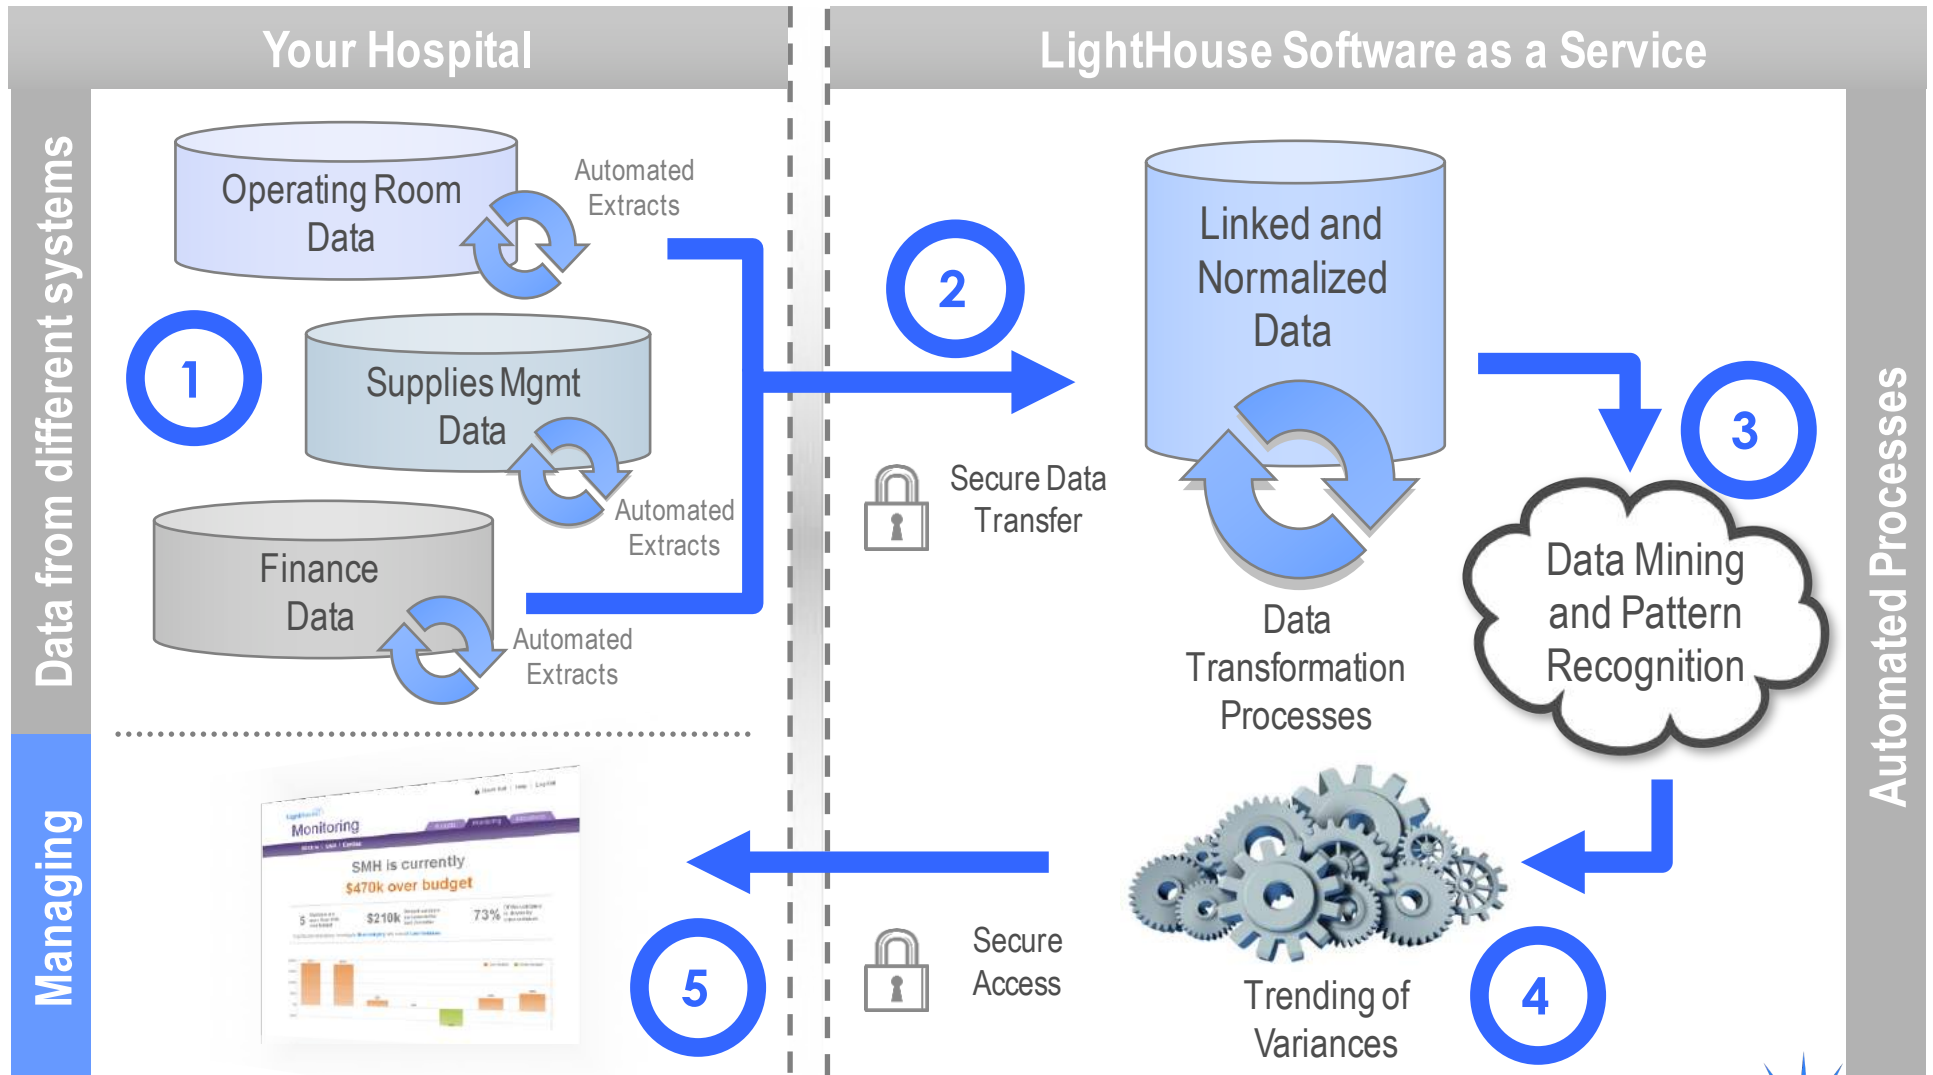 Your Hospital
LightHouse Software as a Service
Data from different systems
Operating Room
Data
Automated
Extracts
1
Supplies Mgmt
Data
Automated
Extracts
Finance
Data
Automated
Extracts
2
Secure Data
Transfer
Linked and
Normalized
Data
Data
Transformation
Processes
3
Data Mining
and Pattern
Recognition
Automated Processes
4
Trending of
Variances
Secure
Access
5
Managing
Monitoring
SMH is currently
$470k over budget
5
$210k
73%